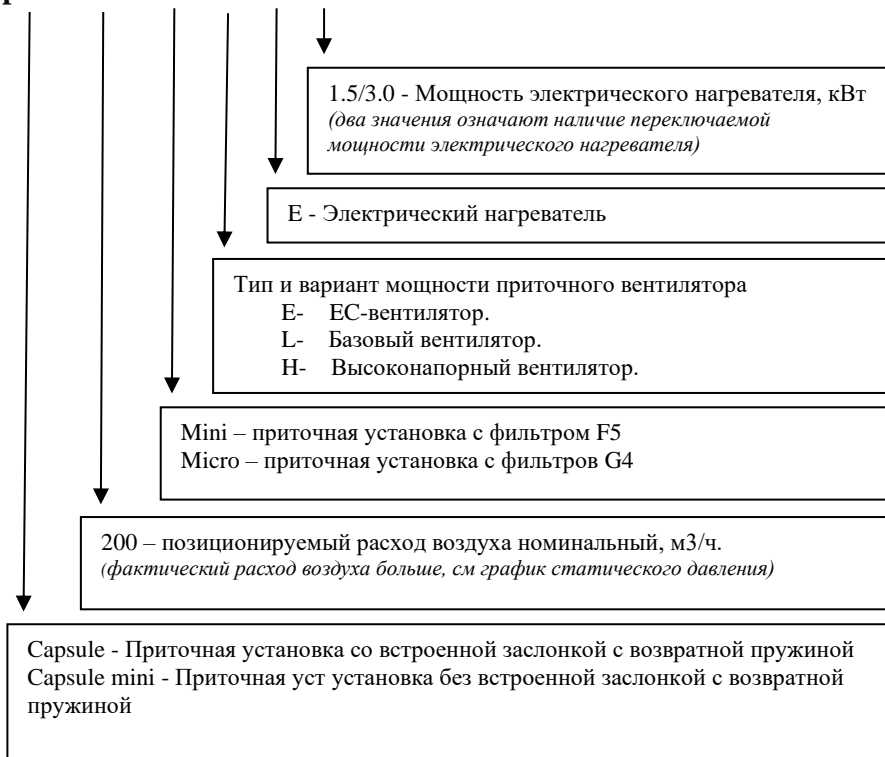 1.5/3.0 - Мощность электрического нагревателя, кВт
(два значения означают наличие переключаемой
мощности электрического нагревателя)
E - Электрический нагреватель
Тип и вариант мощности приточного вентилятора
E- EC-вентилятор.
L- Базовый вентилятор.
H- Высоконапорный вентилятор.
Mini – приточная установка с фильтром F5
Micro – приточная установка с фильтров G4
200 – позиционируемый расход воздуха номинальный, м3/ч.
(фактический расход воздуха больше, см график статического давления)
Capsule - Приточная установка со встроенной заслонкой с возвратной пружиной
Capsule mini - Приточная уст установка без встроенной заслонкой с возвратной
пружиной